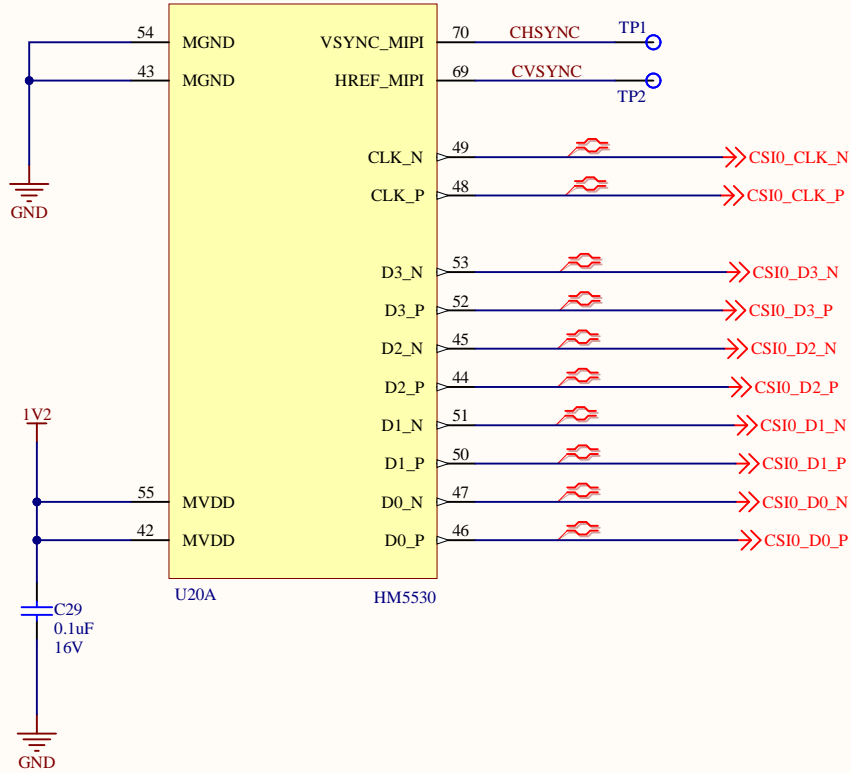 54 MGND VSYNC_MIPI 70 CHSYNC TP1
43 MGND HREF_MIPI 69 CVSYNC TP2
CLK_N 49 CSI0_CLK_N
GND CLK_P 48 CSI0_CLK_P
D3_N 53 CSI0_D3_N
D3_P 52 CSI0_D3_P
D2_N 45 CSI0_D2_N
D2_P 44 CSI0_D2_P
1V2 D1_N 51 CSI0_D1_N
D1_P 50 CSI0_D1_P
55 MVDD D0_N 47 CSI0_D0_N
42 MVDD D0_P 46 CSI0_D0_P
U20A HM5530
C29
0.1uF
16V
GND